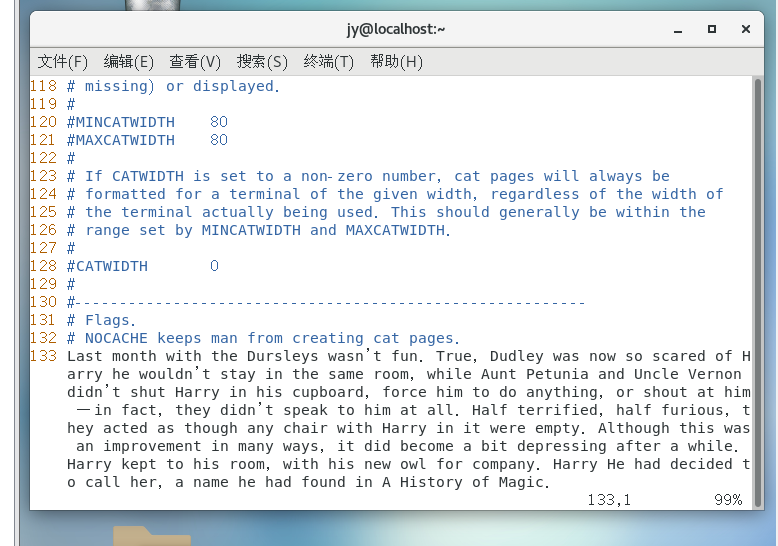 jy@localhost:~
文件(F) 编辑(E) 查看(V) 搜索(S) 终端(T) 帮助(H)
118 # missing) or displayed.
119 #
120 #MINCATWIDTH    80
121 #MAXCATWIDTH    80
122 #
123 # If CATWIDTH is set to a non-zero number, cat pages will always be
124 # formatted for a terminal of the given width, regardless of the width of
125 # the terminal actually being used. This should generally be within the
126 # range set by MINCATWIDTH and MAXCATWIDTH.
127 #
128 #CATWIDTH       0
129 #
130 #---------------------------------------------------------
131 # Flags.
132 # NOCACHE keeps man from creating cat pages.
133 Last month with the Dursleys wasn’t fun. True, Dudley was now so scared of H
arry he wouldn’t stay in the same room, while Aunt Petunia and Uncle Vernon
didn’t shut Harry in his cupboard, force him to do anything, or shout at him
—in fact, they didn’t speak to him at all. Half terrified, half furious, t
hey acted as though any chair with Harry in it were empty. Although this was
an improvement in many ways, it did become a bit depressing after a while.
Harry kept to his room, with his new owl for company. Harry He had decided t
o call her, a name he had found in A History of Magic.
133,1 99%